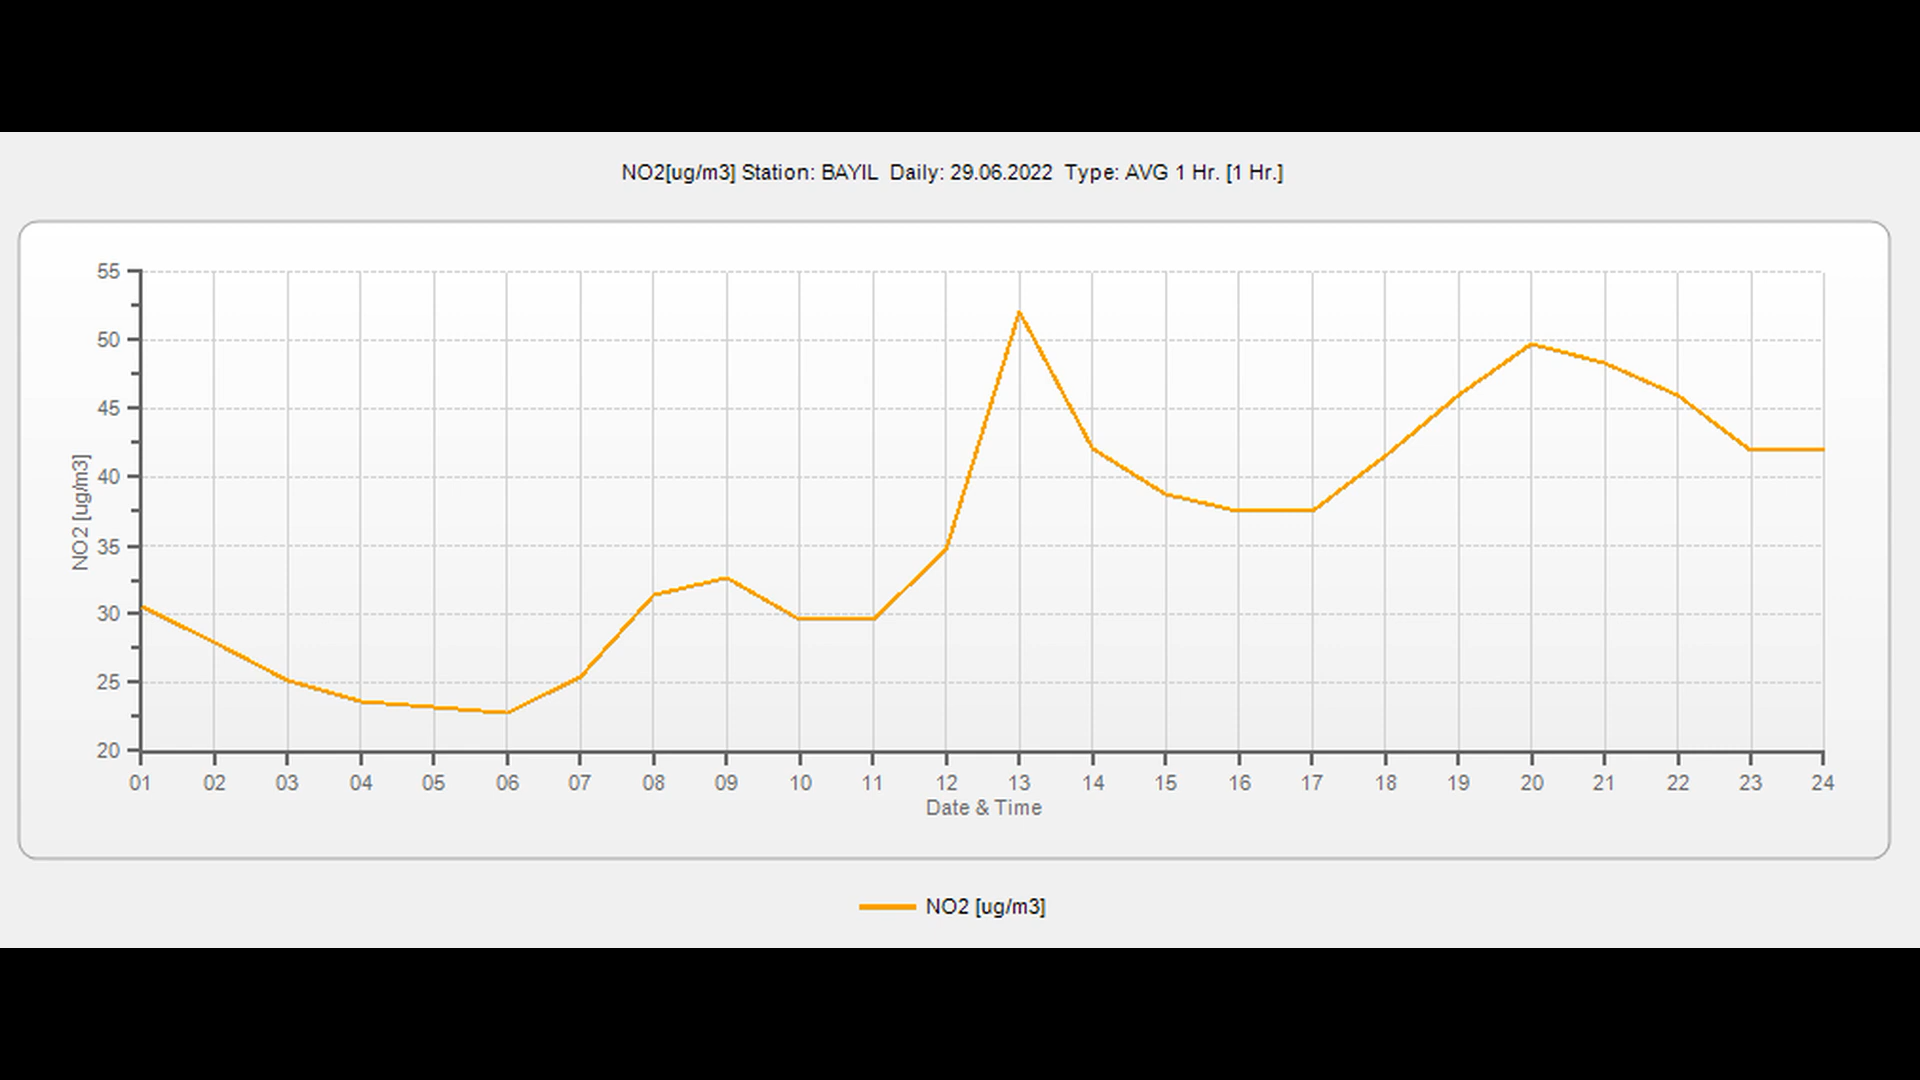 NO2[ug/m3] Station: BAYIL  Daily: 29.06.2022  Type: AVG 1 Hr. [1 Hr.]
55
50
45
40
35
30
25
20
NO2 [ug/m3]
01 02 03 04 05 06 07 08 09 10 11 12 13 14 15 16 17 18 19 20 21 22 23 24
Date & Time
NO2 [ug/m3]